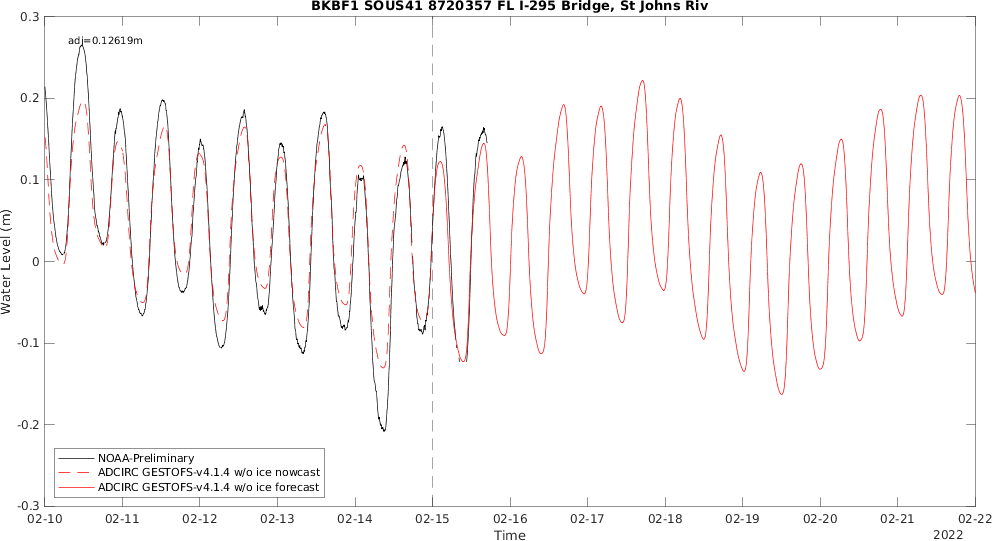 BKBF1 SOUS41 8720357 FL I-295 Bridge, St Johns Riv
adj=0.12619m
0.3
0.2
0.1
0
-0.1
-0.2
-0.3
Water Level (m)
NOAA-Preliminary
ADCIRC GESTOFS-v4.1.4 w/o ice nowcast
ADCIRC GESTOFS-v4.1.4 w/o ice forecast
02-10 02-11 02-12 02-13 02-14 02-15 02-16 02-17 02-18 02-19 02-20 02-21 02-22
Time
2022